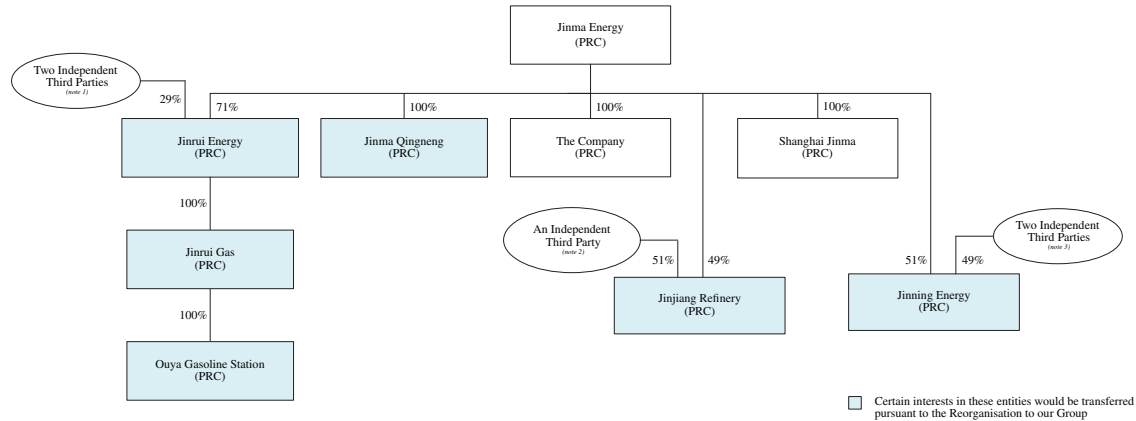 Jinma Energy
(PRC)
Two Independent
Third Parties
(note 1)
29%
71%
100%
100%
100%
Jinrui Energy
(PRC)
Jinma Qingneng
(PRC)
The Company
(PRC)
Shanghai Jinma
(PRC)
100%
An Independent
Third Party
(note 2)
Two Independent
Third Parties
(note 3)
Jinrui Gas
(PRC)
51%
49%
51%
49%
Jinjiang Refinery
(PRC)
Jinning Energy
(PRC)
100%
Ouya Gasoline Station
(PRC)
Certain interests in these entities would be transferred
pursuant to the Reorganisation to our Group